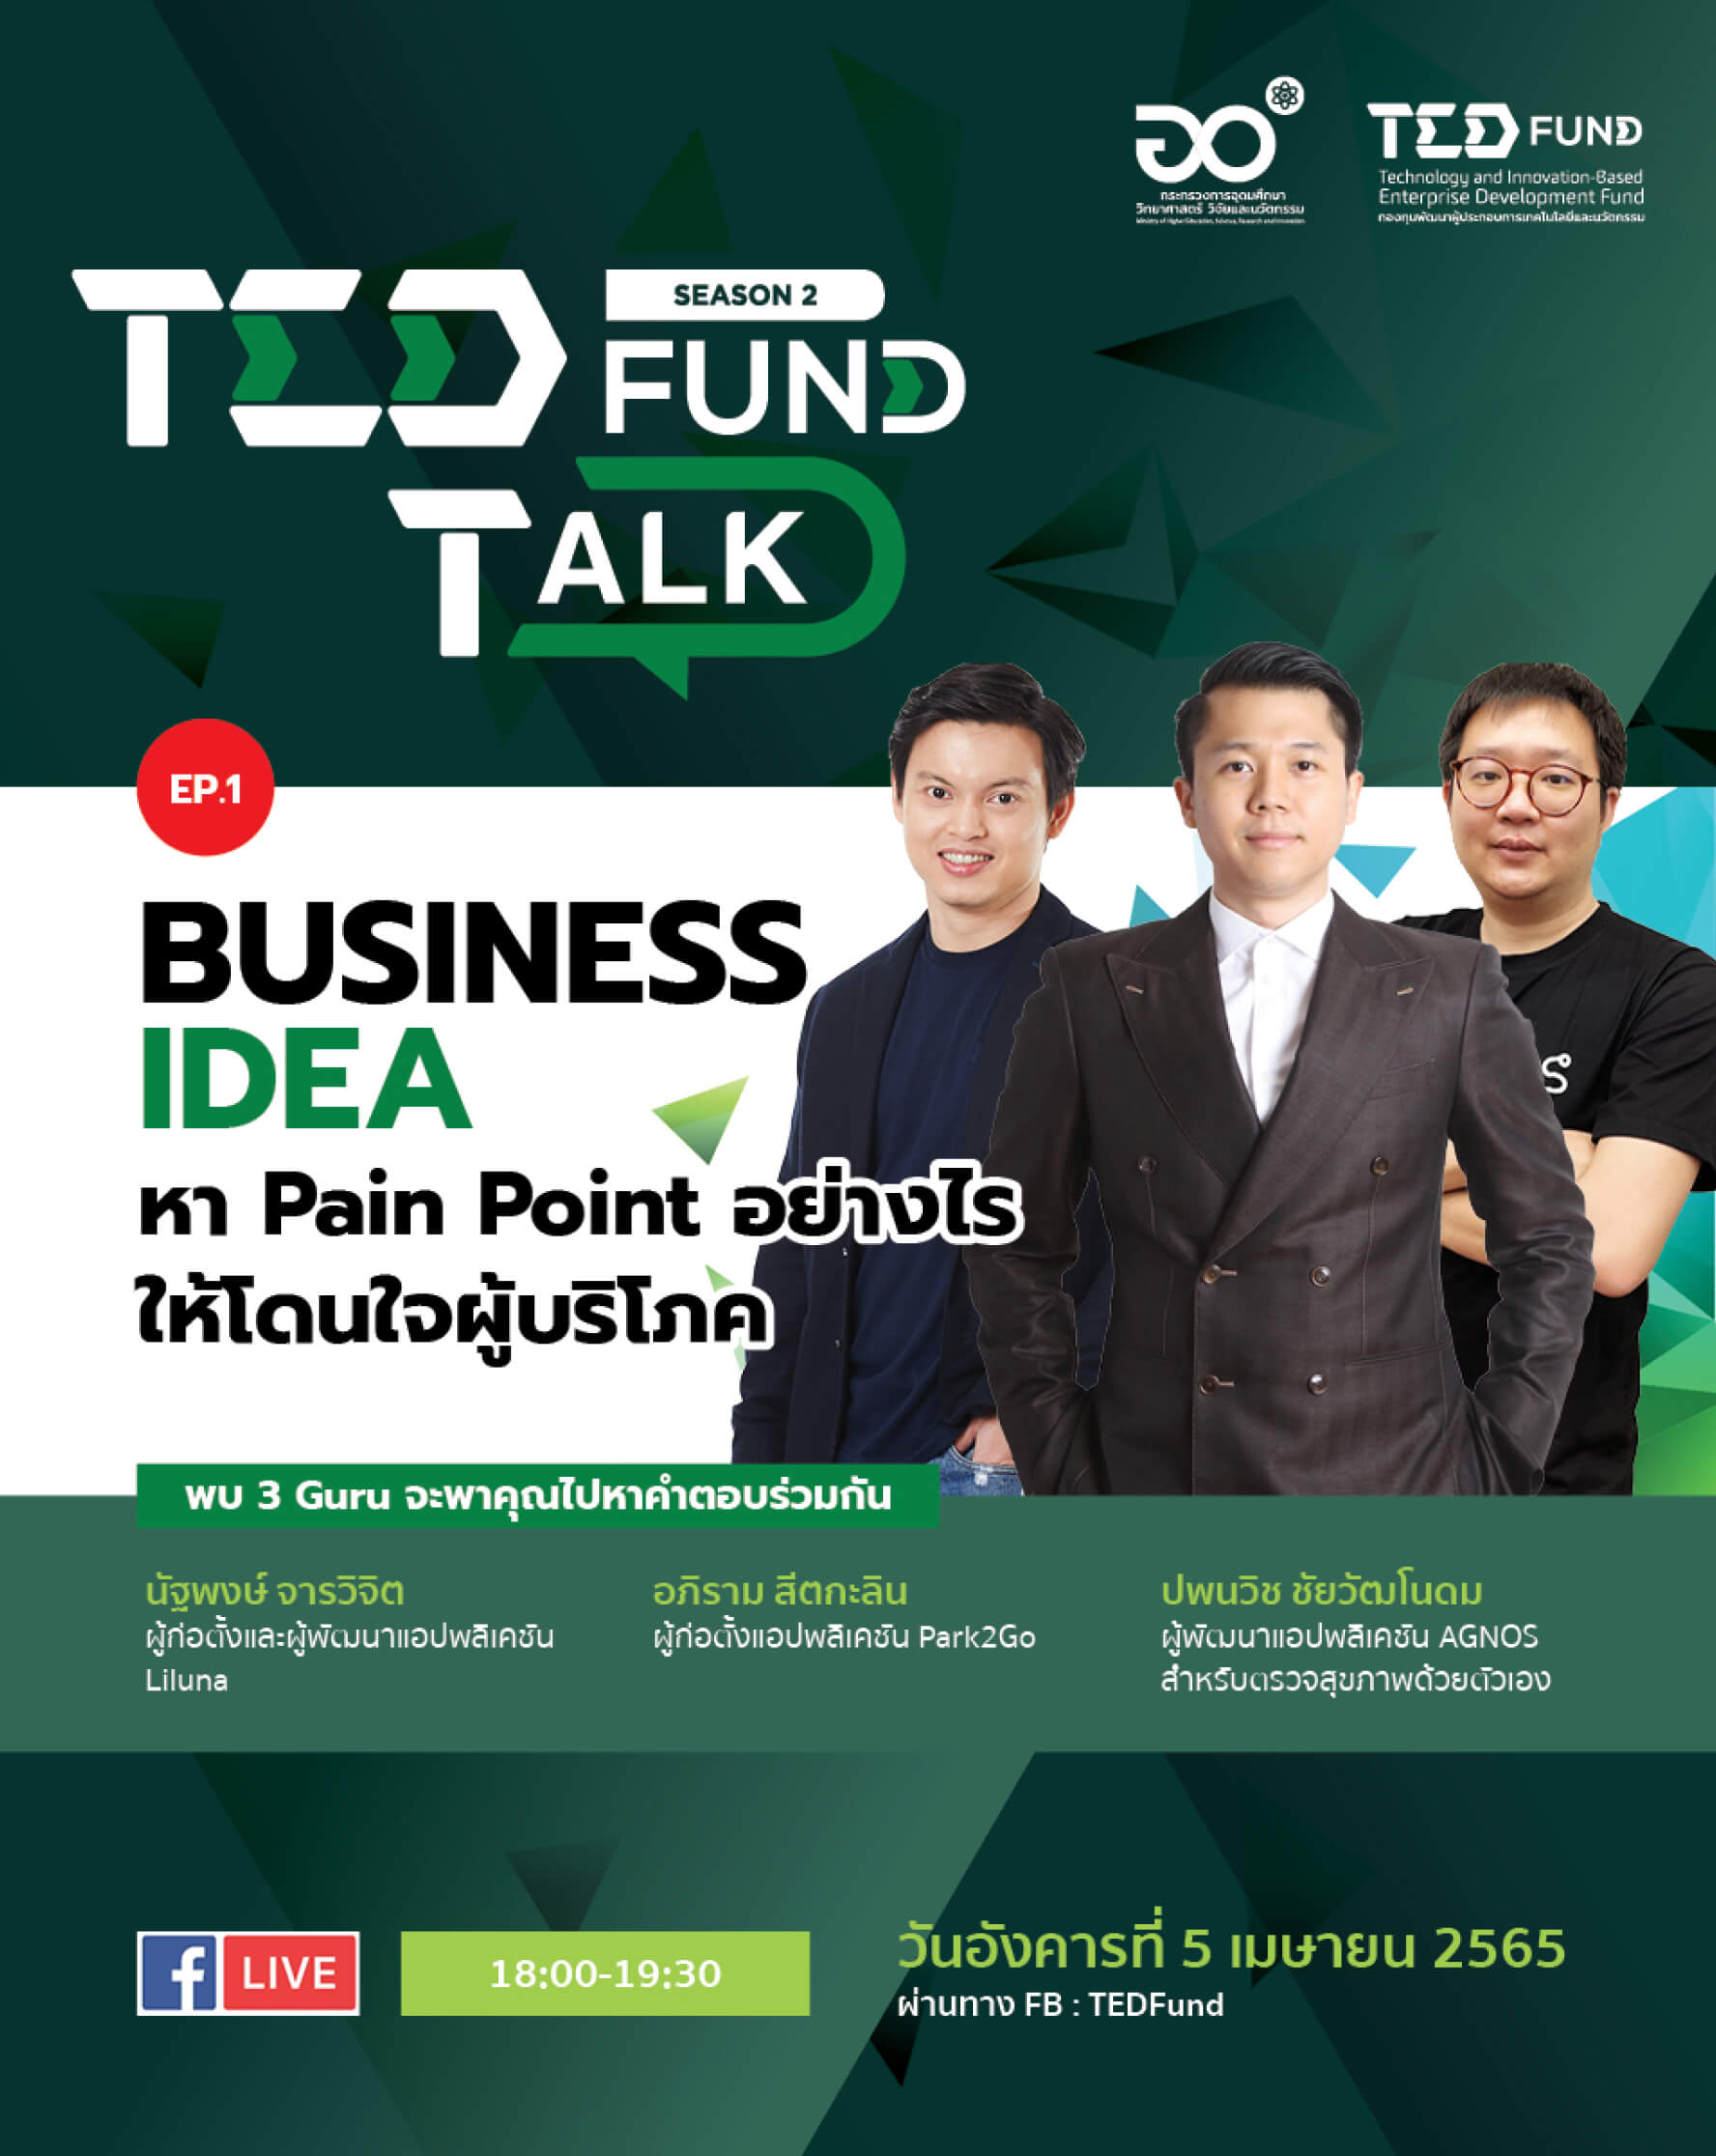 กระทรวงการอุดมศึกษา
วิทยาศาสตร์ วิจัยและนวัตกรรม
Ministry of Higher Education, Science, Research and Innovation
TED FUND
Technology and Innovation-Based
Enterprise Development Fund
กองทุนพัฒนาผู้ประกอบการเทคโนโลยีและนวัตกรรม
SEASON 2
TED FUND
TALK
EP.1
BUSINESS
IDEA
หา Pain Point อย่างไร
ให้โดนใจผู้บริโภค
พบ 3 Guru จะพาคุณไปหาคำตอบร่วมกัน
นัฐพงษ์ จารวิจิต
ผู้ก่อตั้งและผู้พัฒนาแอปพลิเคชัน
Liluna
อภิราม สีตกะลิน
ผู้ก่อตั้งแอปพลิเคชัน Park2Go
ปพนวิช ชัยวัฒโนดม
ผู้พัฒนาแอปพลิเคชัน AGNOS
สำหรับตรวจสุขภาพด้วยตัวเอง
f LIVE
18:00-19:30
วันอังคารที่ 5 เมษายน 2565
ผ่านทาง FB : TEDFund